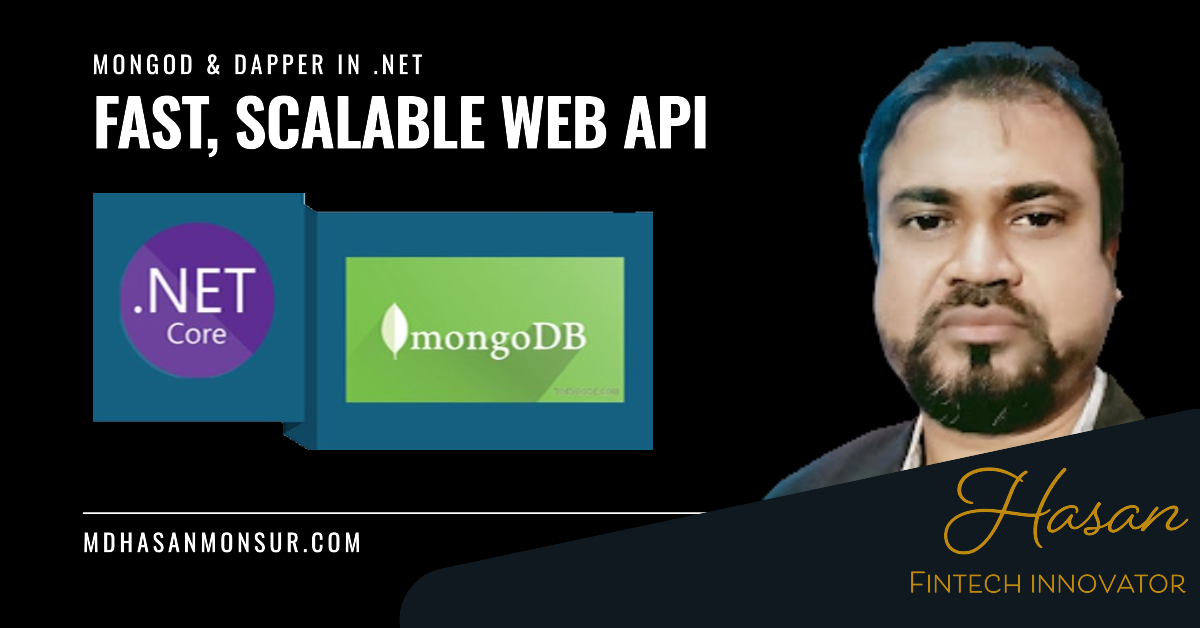 MONGOD & DAPPER IN .NET
FAST, SCALABLE WEB API
.NET
Core
mongoDB
MDHASANMONSUR.COM
Hasan
FINTECH INNOVATOR